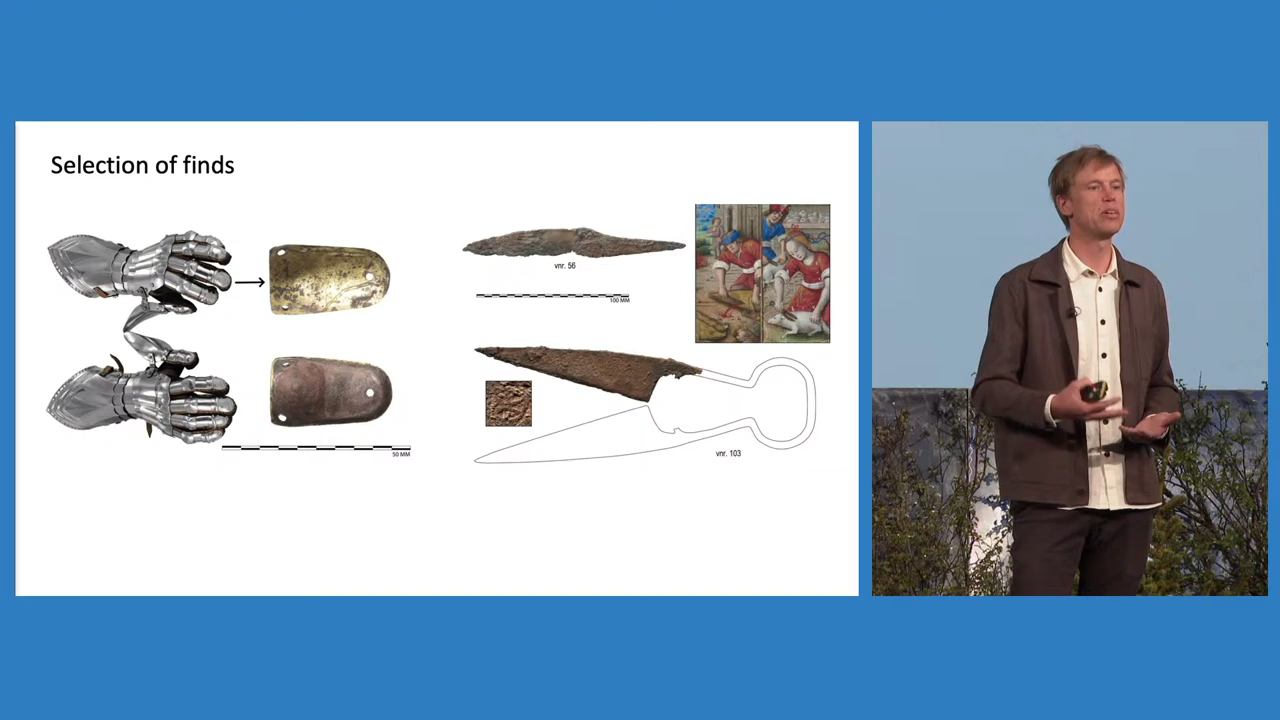 Selection of finds
vnr. 56
100 MM
vnr. 103
50 MM